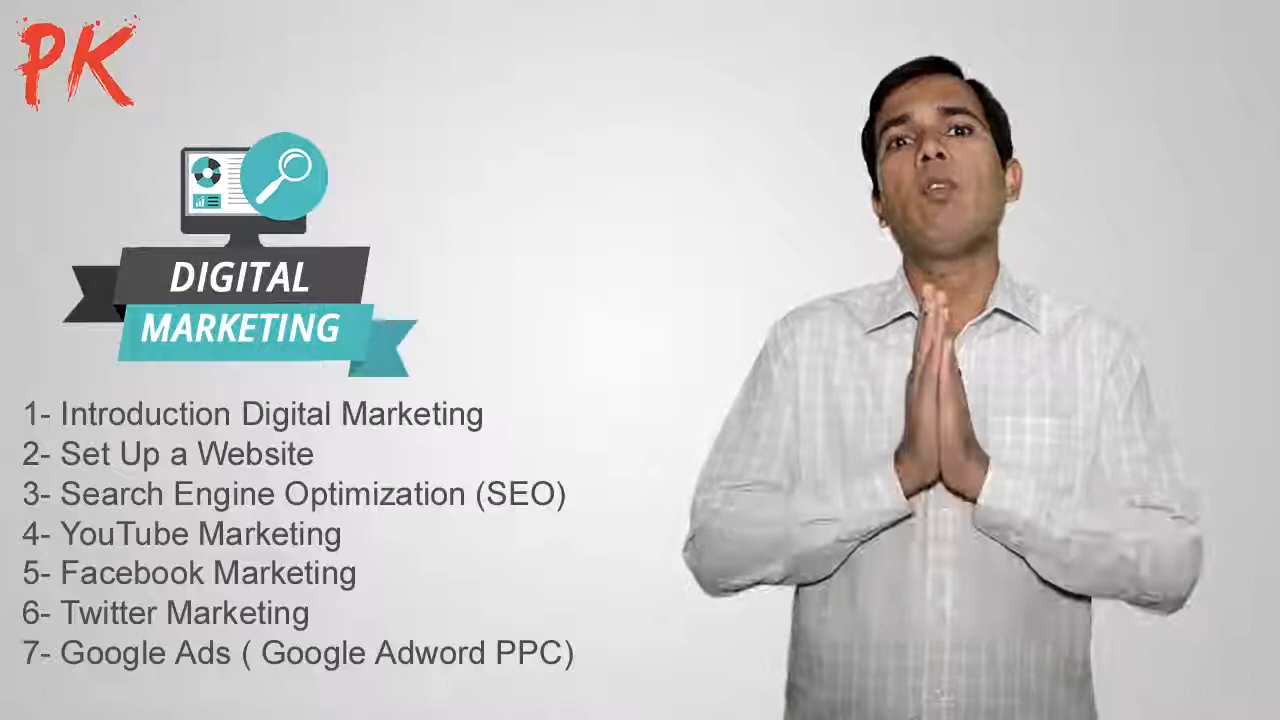 PK
DIGITAL
MARKETING
1- Introduction Digital Marketing
2- Set Up a Website
3- Search Engine Optimization (SEO)
4- YouTube Marketing
5- Facebook Marketing
6- Twitter Marketing
7- Google Ads ( Google Adword PPC)